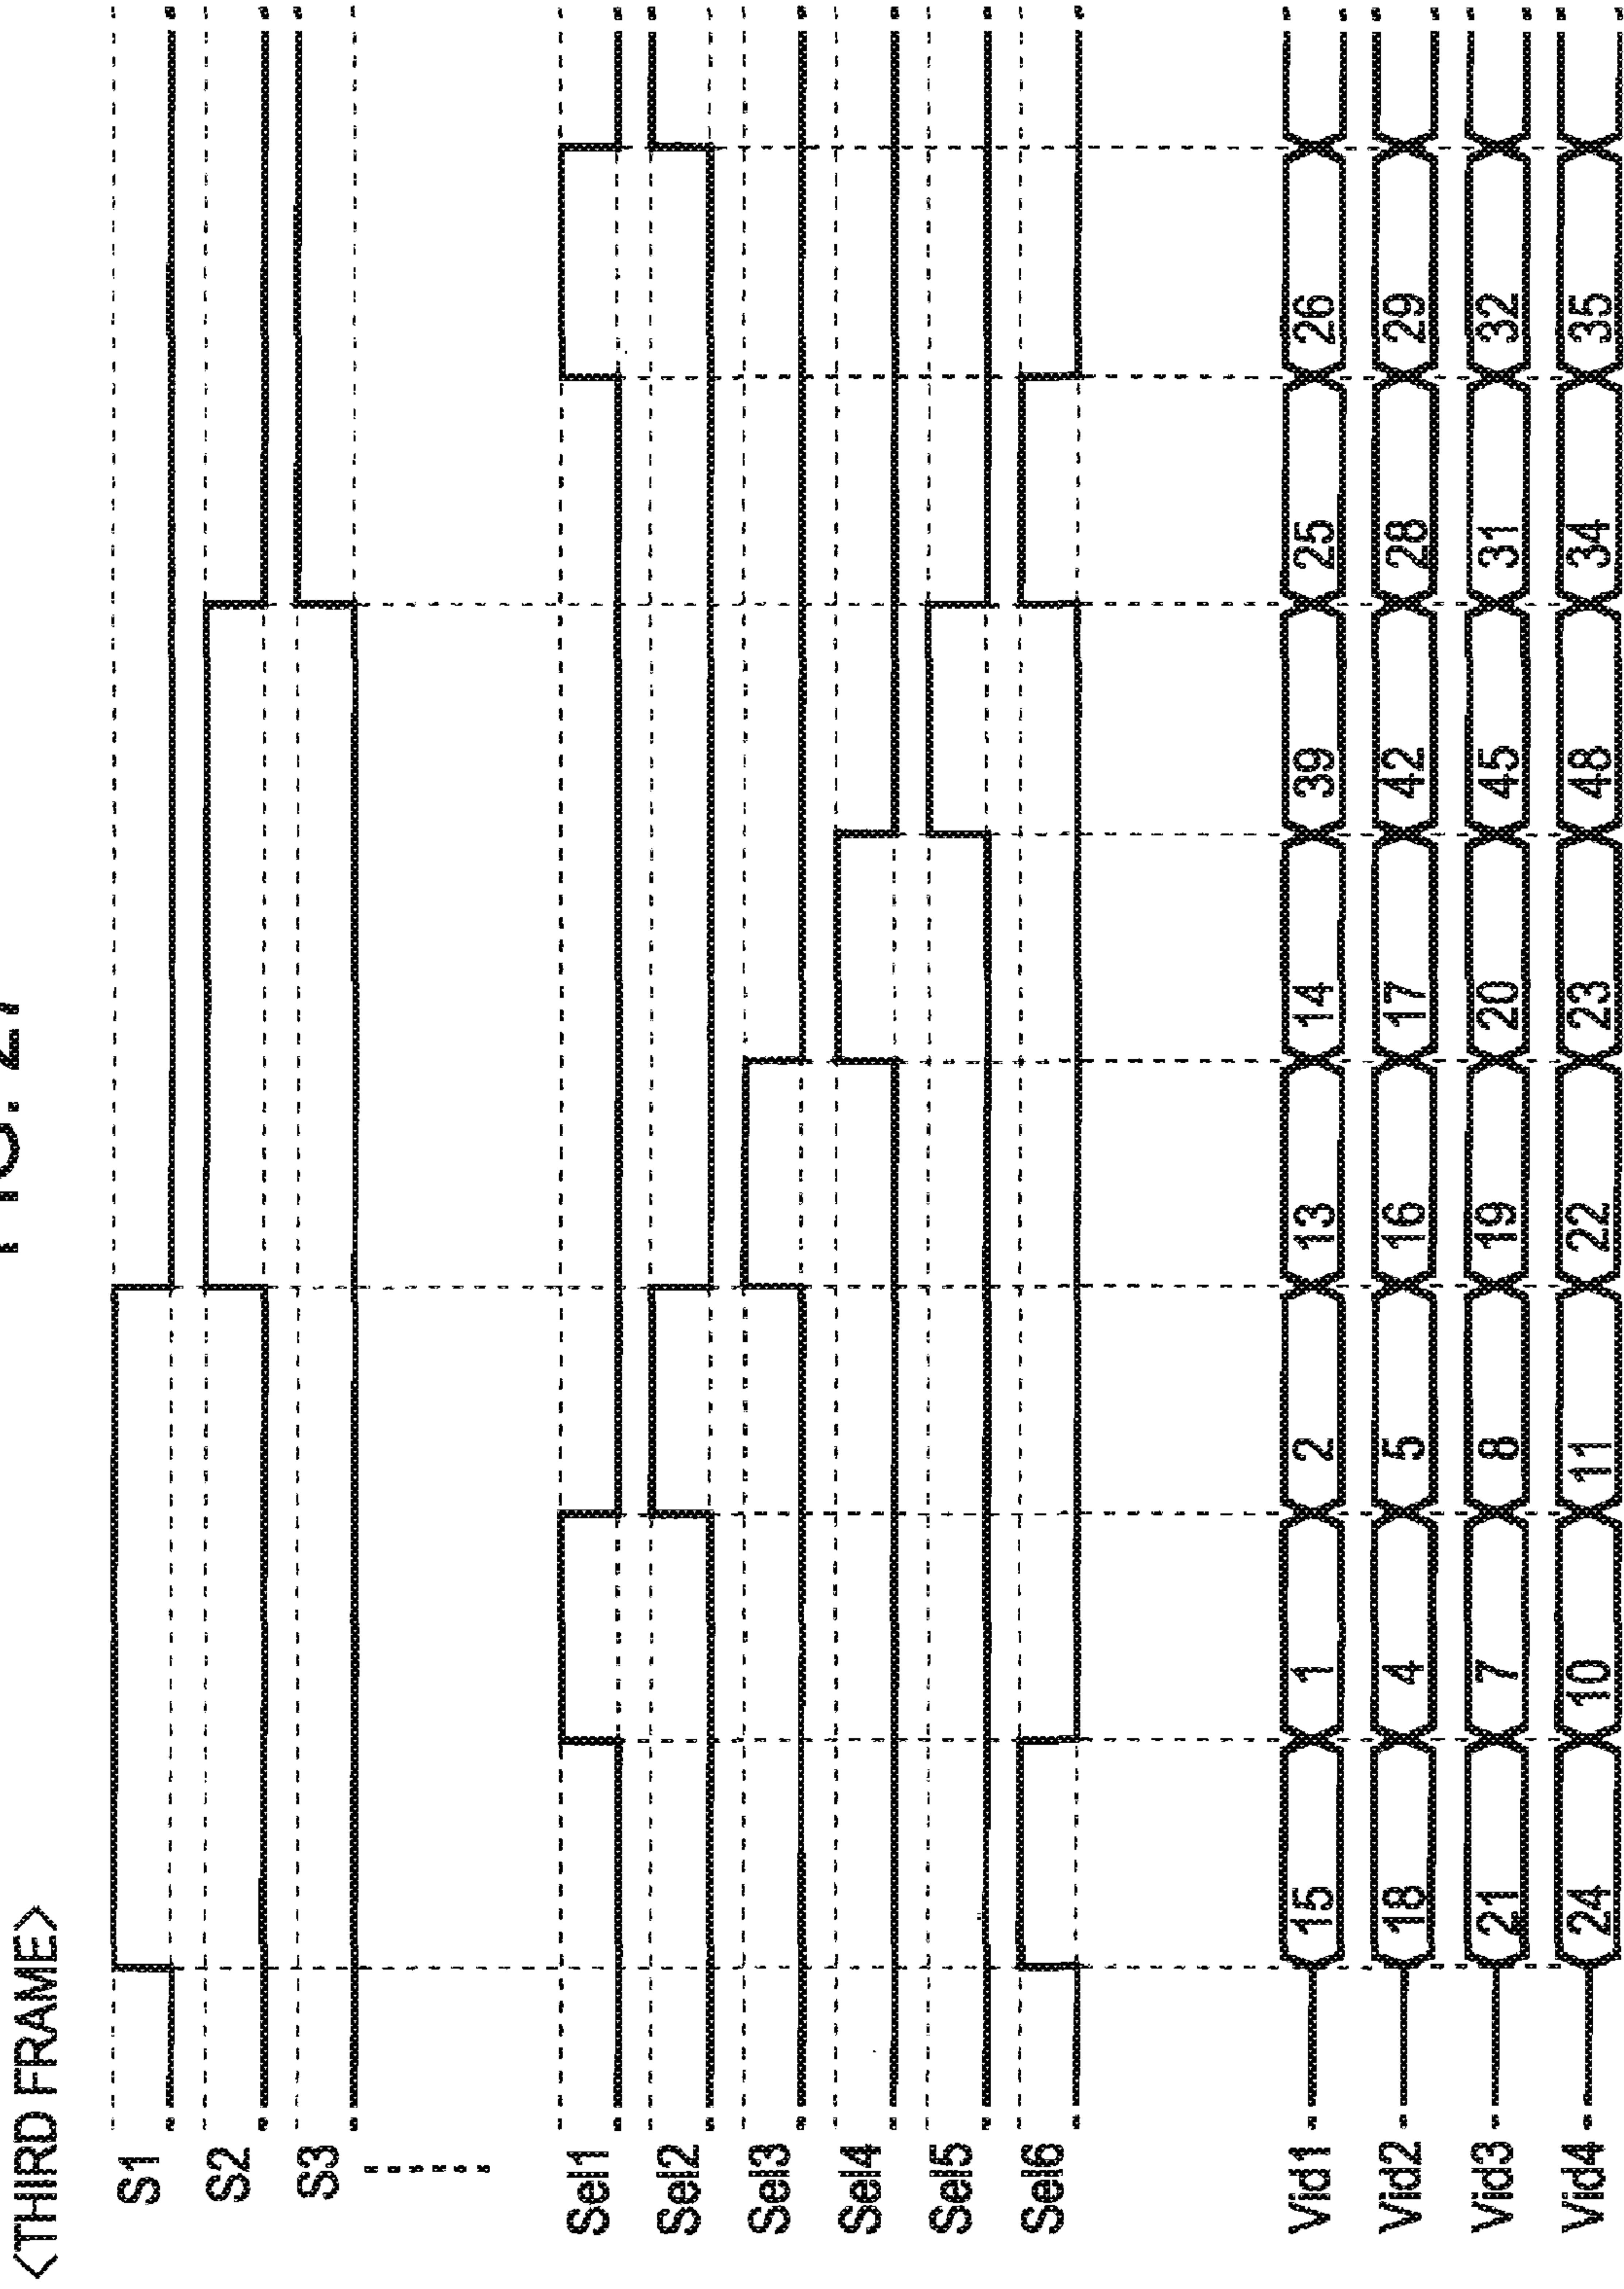 <THIRD FRAME>
S1
S2
S3
Sel1
Sel2
Sel3
Sel4
Sel5
Sel6
Vid1 15 1 2 13 14 39 25 26
Vid2 18 4 5 16 17 42 28 29
Vid3 21 7 8 19 20 45 31 32
Vid4 24 10 11 22 23 48 34 35